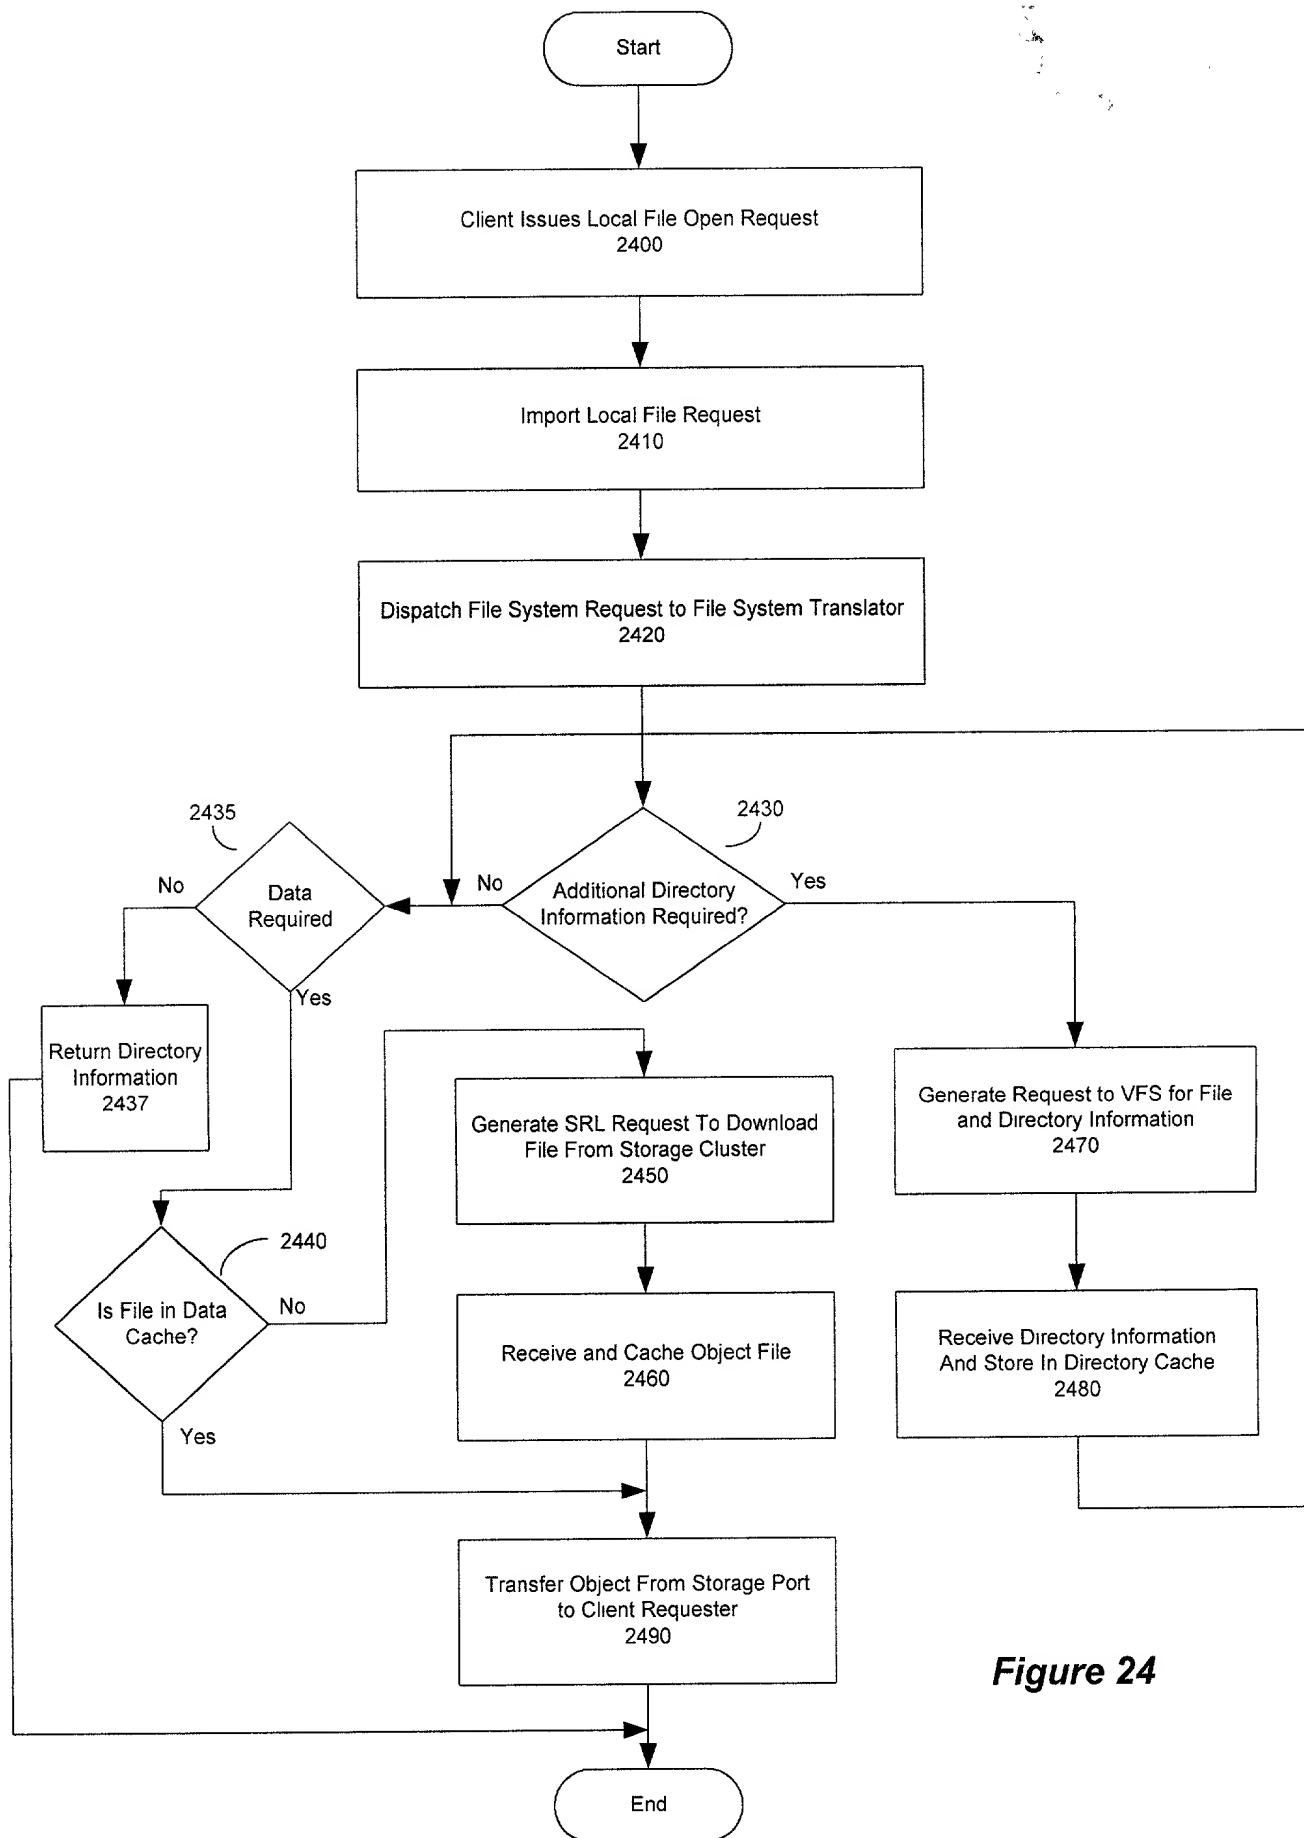 Start
Client Issues Local File Open Request
2400
Import Local File Request
2410
Dispatch File System Request to File System Translator
2420
2435
2430
No
Data
Required
No
Additional Directory
Information Required?
Yes
Yes
Return Directory
Information
2437
Generate SRL Request To Download
File From Storage Cluster
2450
Generate Request to VFS for File
and Directory Information
2470
2440
Is File in Data
Cache?
No
Receive and Cache Object File
2460
Receive Directory Information
And Store In Directory Cache
2480
Yes
Transfer Object From Storage Port
to Client Requester
2490
Figure 24
End